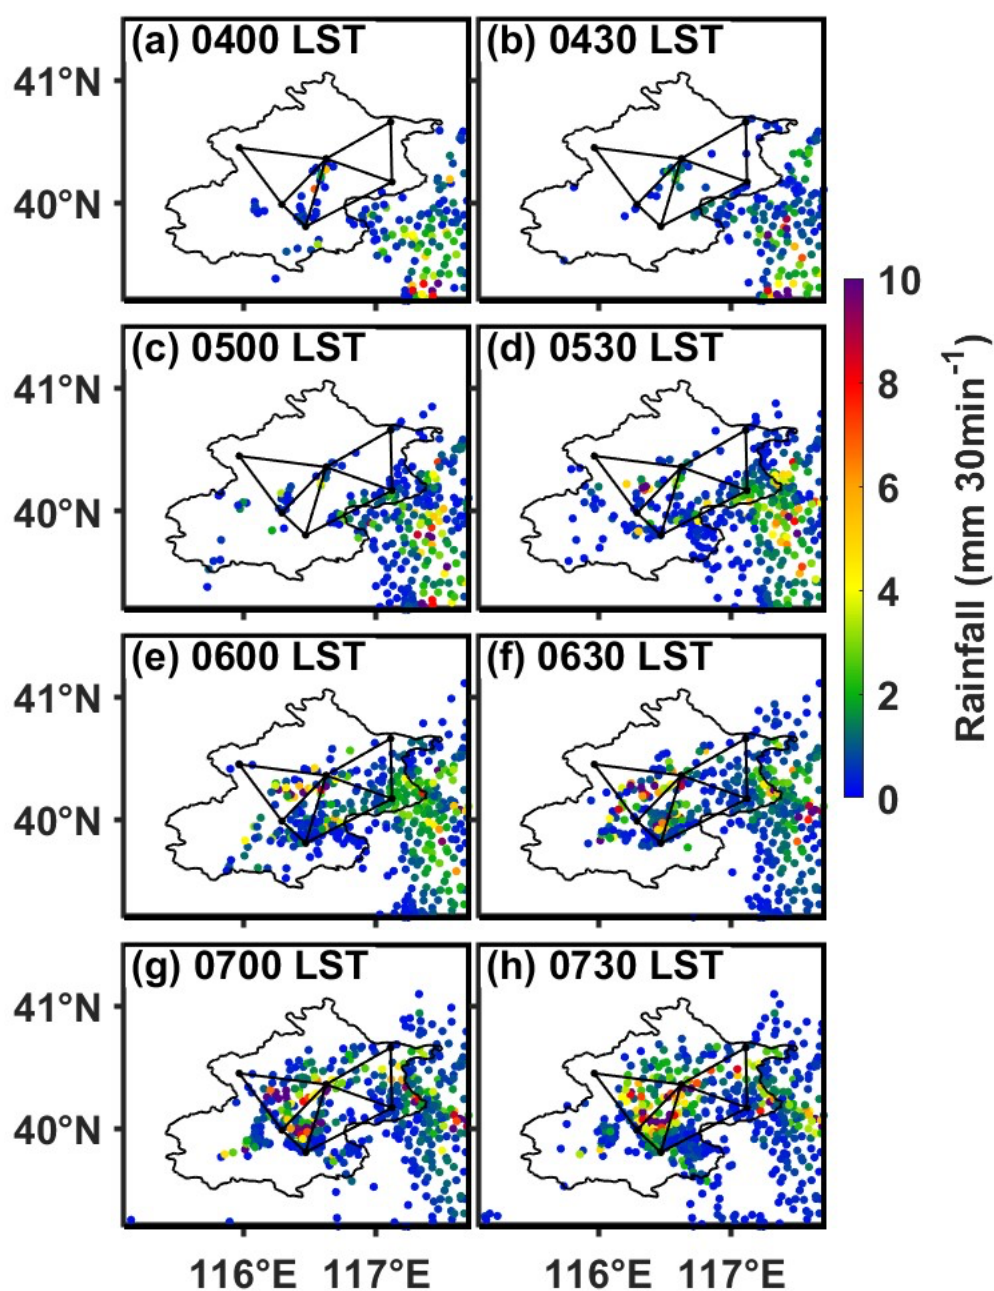 (a) 0400 LST
(b) 0430 LST
41°N
40°N
(c) 0500 LST
(d) 0530 LST
41°N
40°N
(e) 0600 LST
(f) 0630 LST
41°N
40°N
(g) 0700 LST
(h) 0730 LST
41°N
40°N
116°E 117°E
116°E 117°E
10
8
6
4
2
0
Rainfall (mm 30min⁻¹)